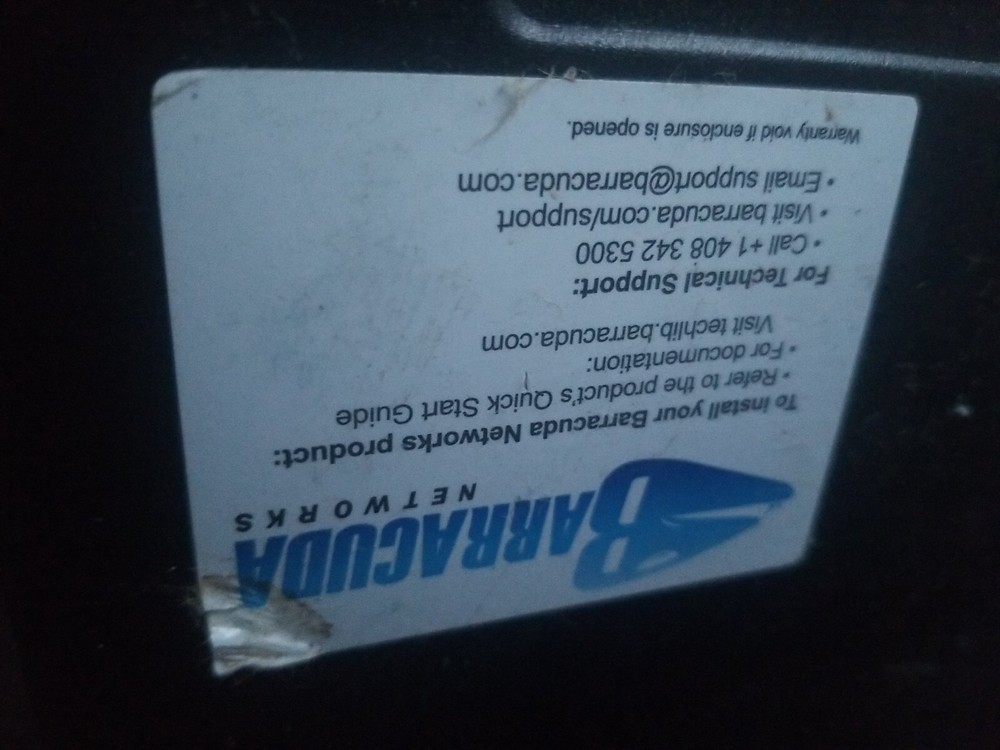 BARRACUDA
NETWORKS
To install your Barracuda Networks product:
• Refer to the product's Quick Start Guide
• For documentation:
Visit techlib.barracuda.com
For Technical Support:
• Call +1 408 342 5300
• Visit barracuda.com/support
• Email support@barracuda.com
Warranty void if enclosure is opened.